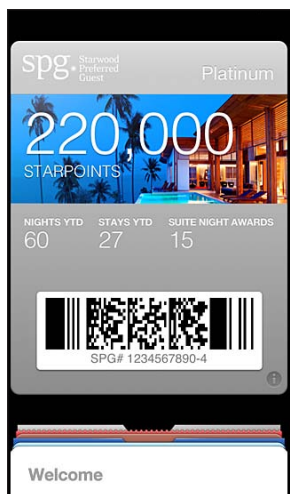 spg. Starwood
Preferred
Guest
Platinum
220,000
STARPOINTS
NIGHTS YTD STAYS YTD SUITE NIGHT AWARDS
60 27 15
SPG# 1234567890-4
i
Welcome